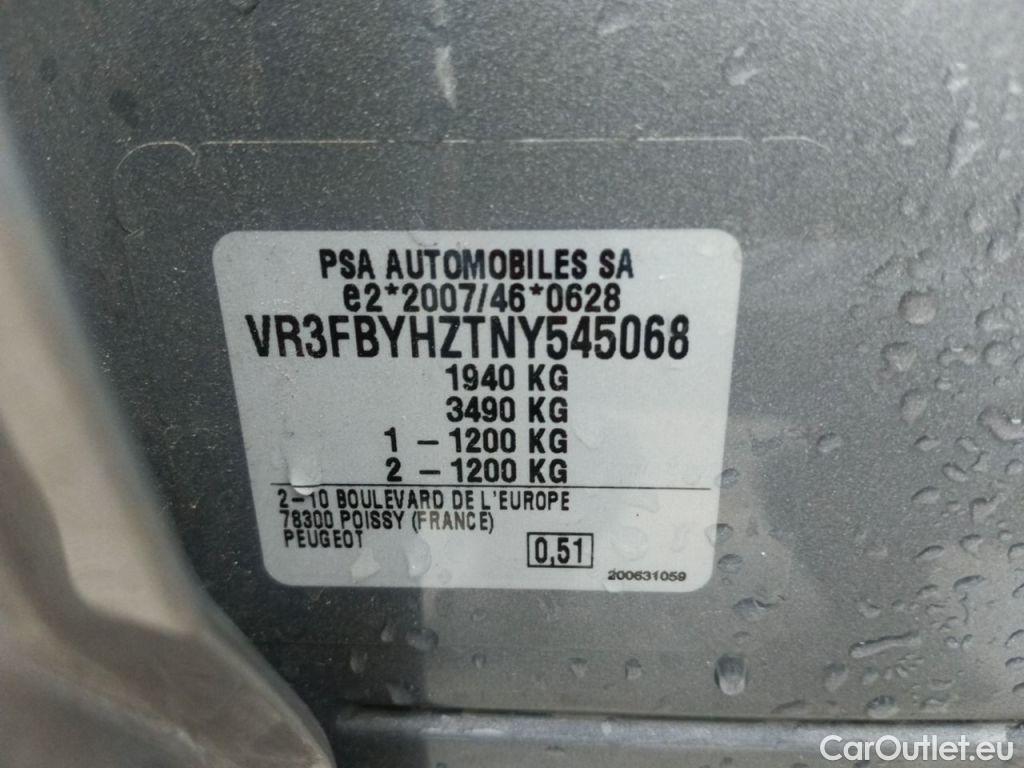 PSA AUTOMOBILES SA
e2*2007/46*0628
VR3FBYHZTNY545068
1940 KG
3490 KG
1 - 1200 KG
2 - 1200 KG
2-10 BOULEVARD DE L'EUROPE
78300 POISSY (FRANCE)
PEUGEOT
0,51
200631059
CarOutlet.eu